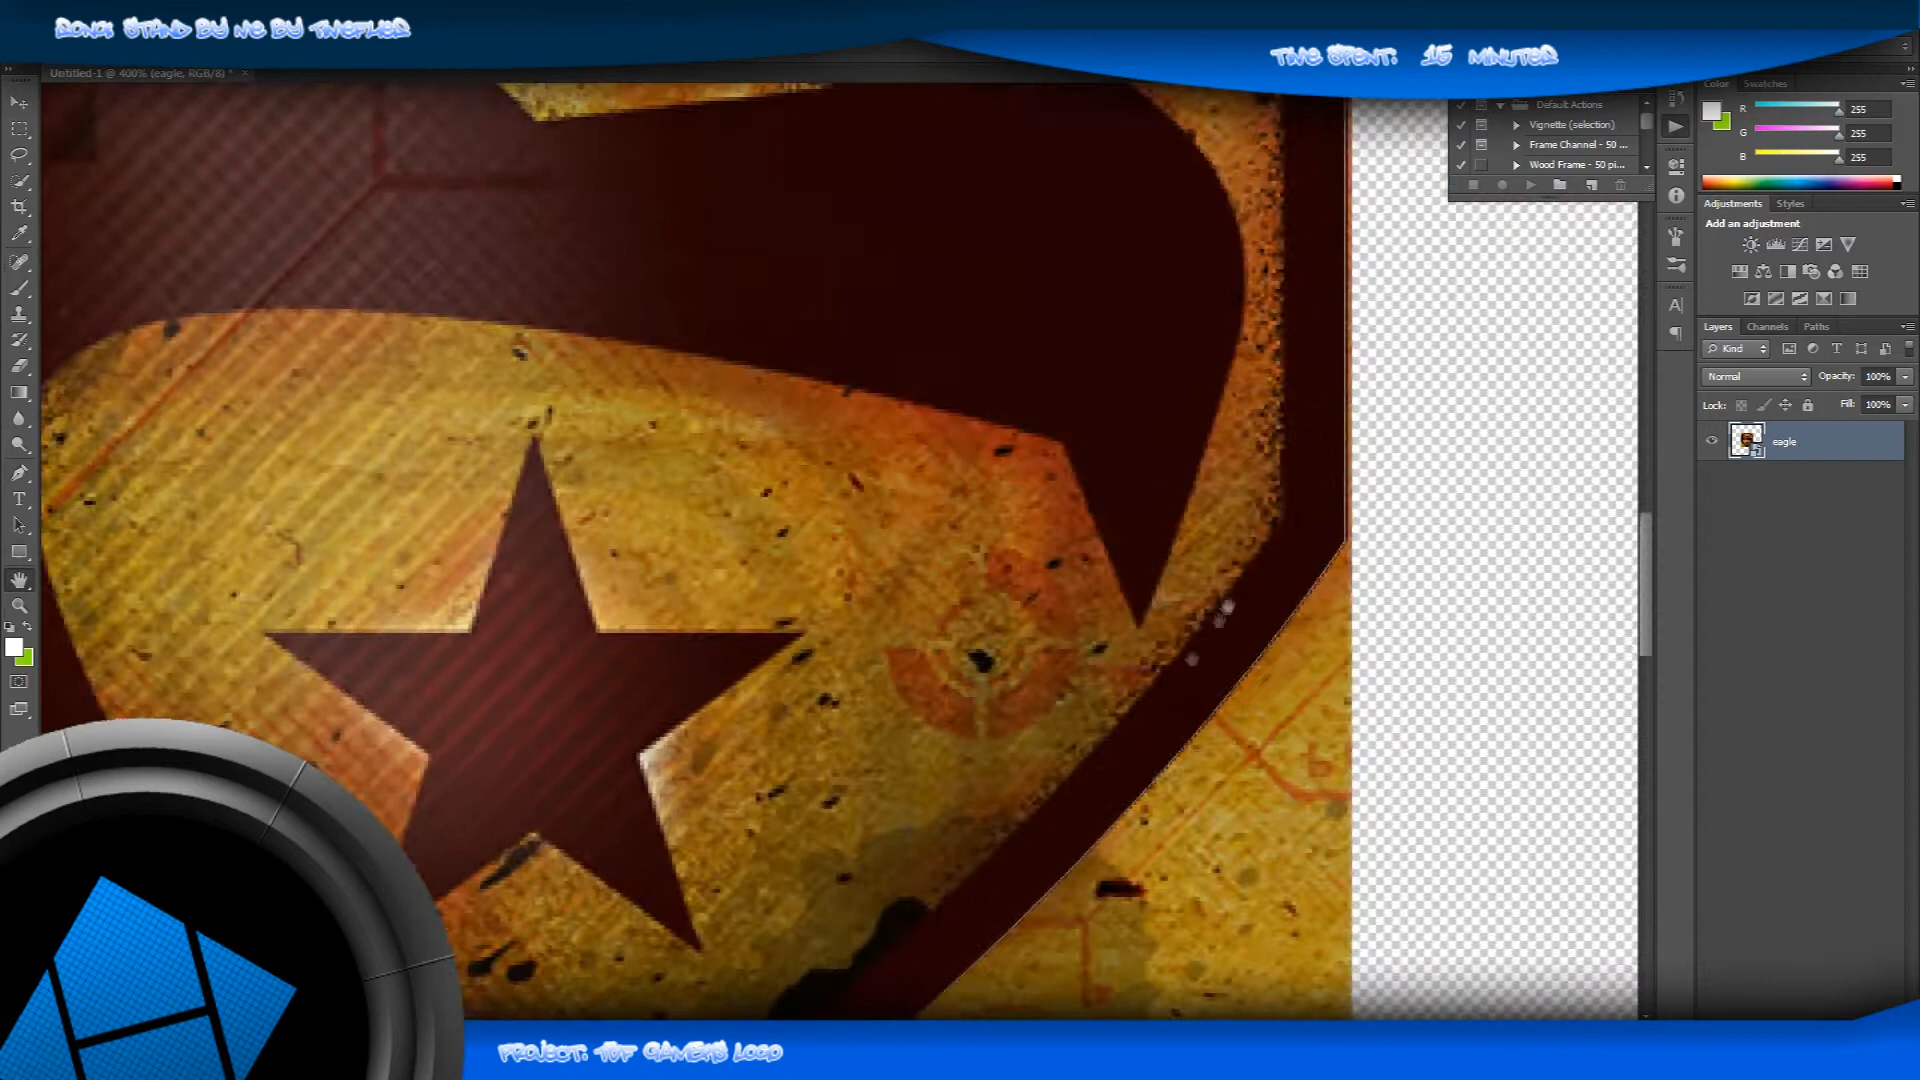 SONG: STAND BY ME BY TIMEFLIES
TIME SPENT: 15 MINUTES
Untitled-1 @ 400% (eagle, RGB/8) * ×
Color Swatches
R 255
G 255
B 255
Default Actions
Vignette (selection)
Frame Channel - 50 ...
Wood Frame - 50 pi...
Adjustments Styles
Add an adjustment
Layers Channels Paths
Kind
Normal Opacity: 100%
Lock: Fill: 100%
eagle
PROJECT: TBF GAMERS LOGO